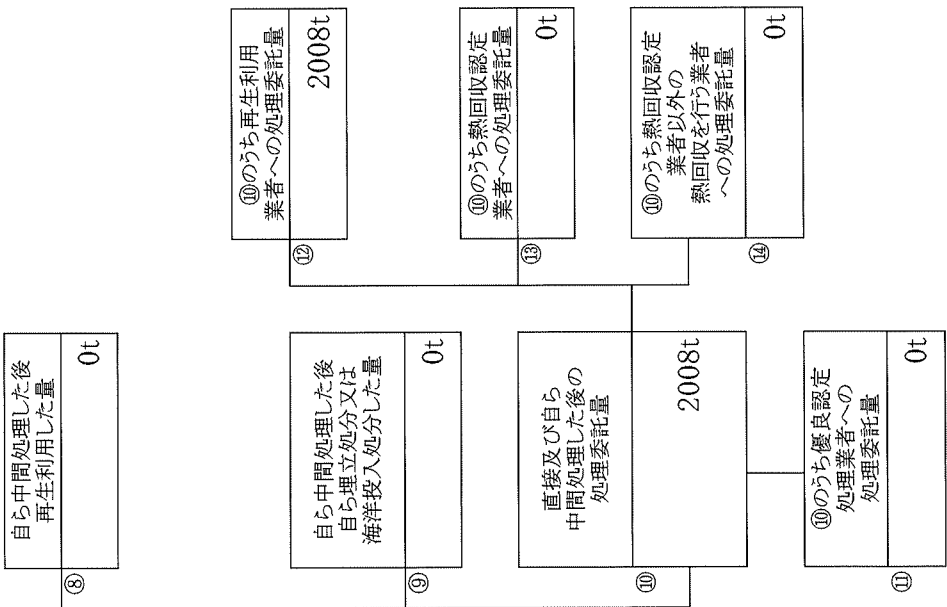 ⑧
自ら中間処理した後
再生利用した量
0t
⑨
自ら中間処理した後
自ら埋立処分又は
海洋投入処分した量
0t
⑩
直接及び自ら
中間処理した後の
処理委託量
2008t
⑪
⑩のうち優良認定
処理業者への
処理委託量
0t
⑫
⑩のうち再生利用
業者への処理委託量
2008t
⑬
⑩のうち熱回収認定
業者への処理委託量
0t
⑭
⑩のうち熱回収認定
業者以外の
熱回収を行う業者
への処理委託量
0t